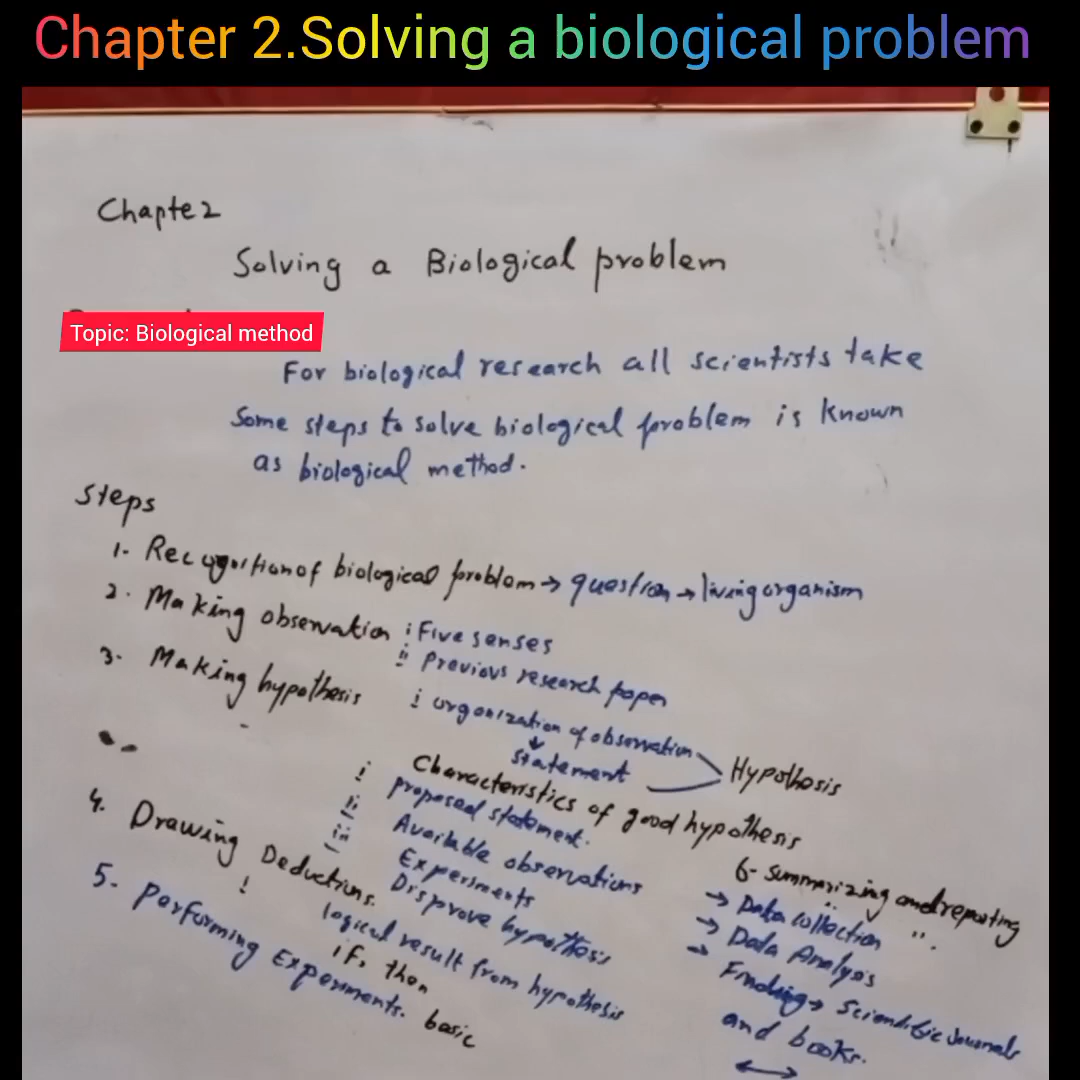 Chapter 2.Solving a biological problem
Chapte 2
Solving a Biological problem
Topic: Biological method
For biological research all scientists take
Some steps to solve biological problem is known
as biological method.
Steps
1. Recognition of biological problem → question → living organism
2. Making observation i Five senses
ii Previous research paper
3. Making hypothesis
i organization of observation
statement
Hypothesis
Characteristics of good hypothesis
i proposed statement.
ii Available observations
iii Experiments
Disprove hypothesis
4. Drawing Deductions.
i logical result from hypothesis
if, then
5. Performing Experiments. basic
6- Summarizing and reporting
→ Data collection " .
→ Data Analysis
→ Finding → Scientific Journals
and books.